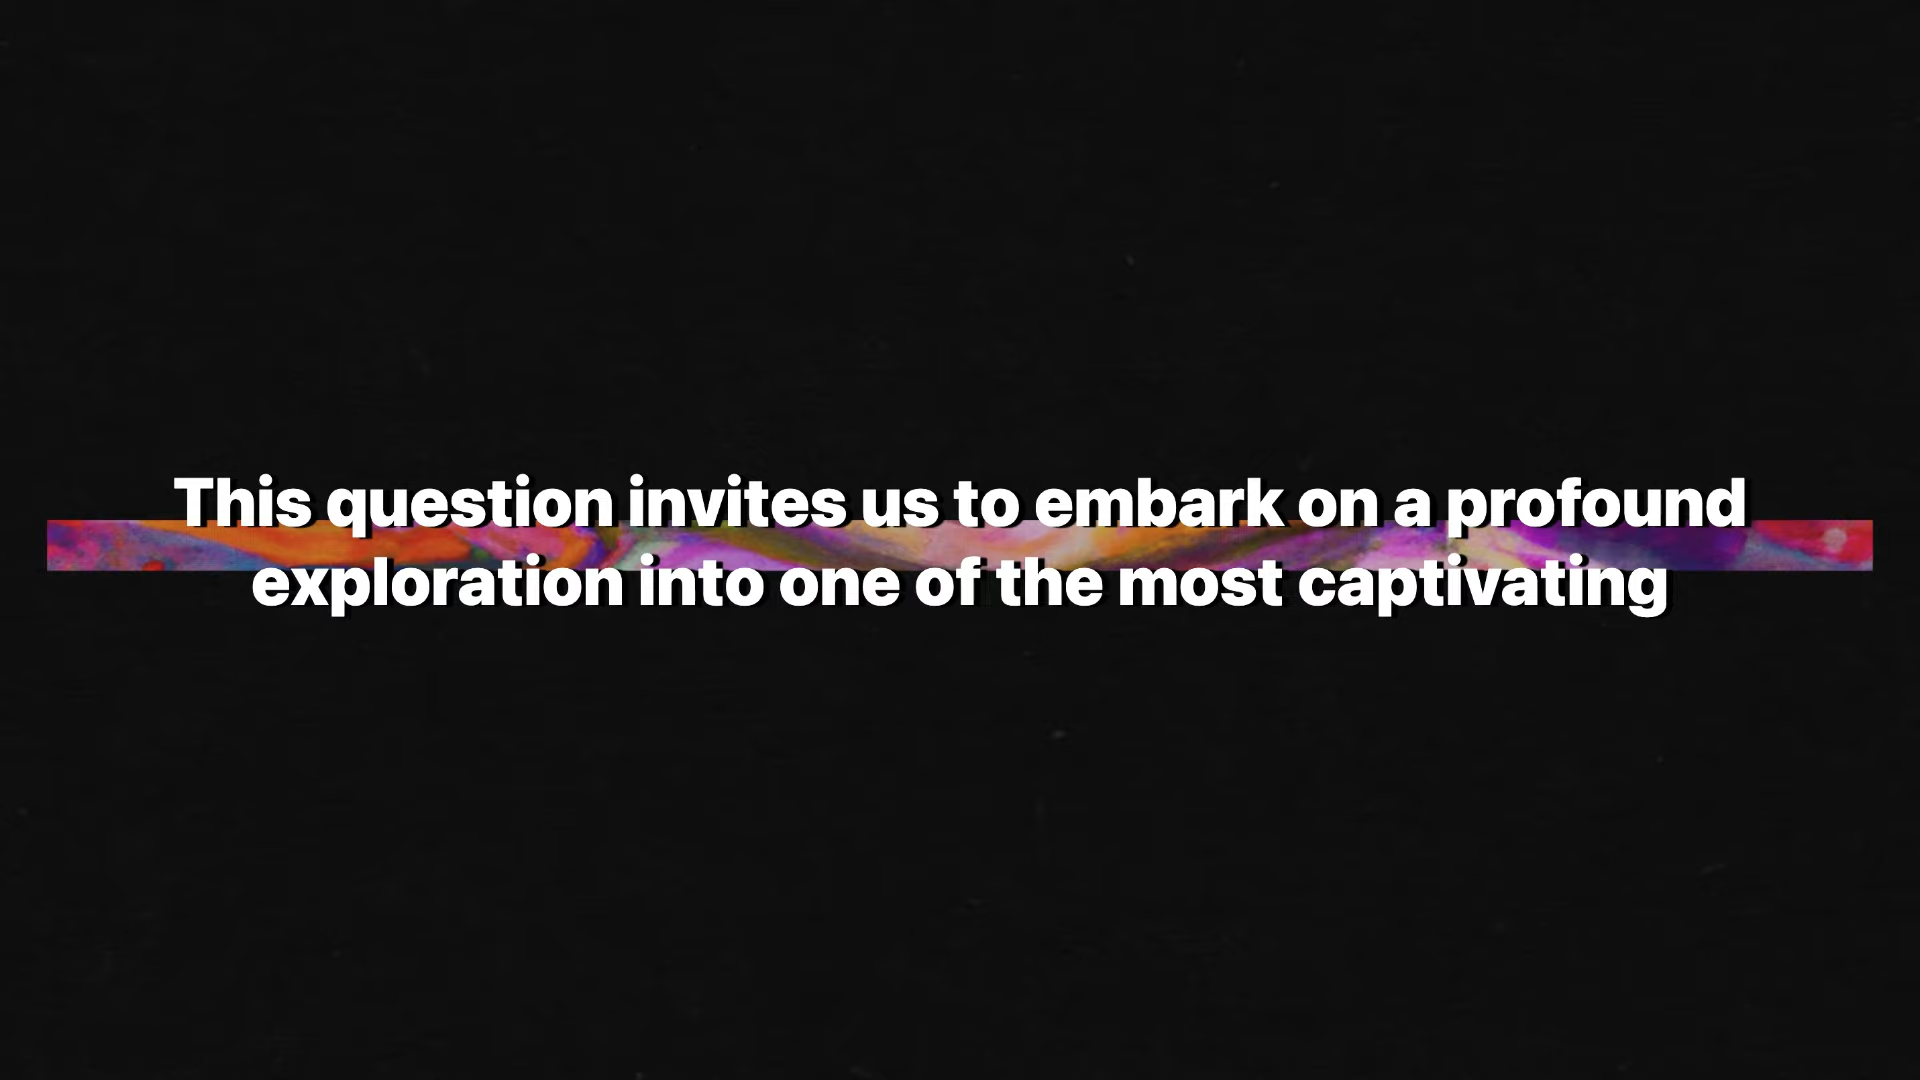 This question invites us to embark on a profound
exploration into one of the most captivating